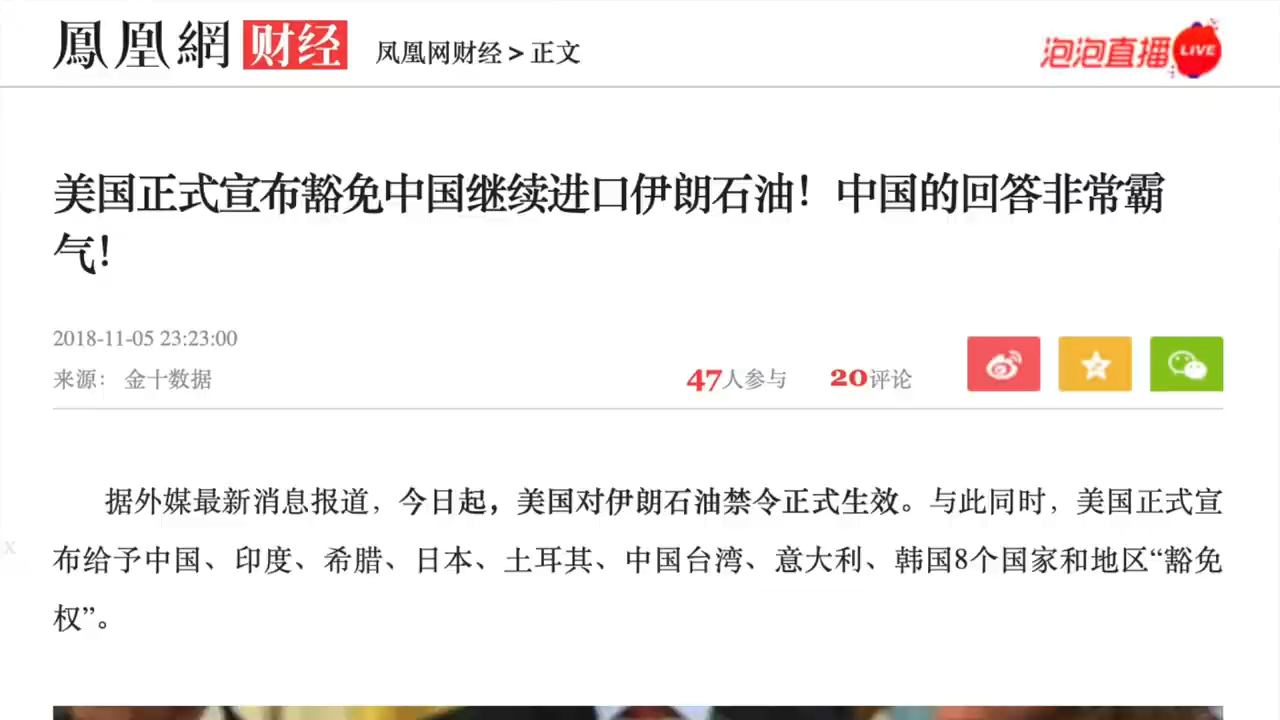 鳳凰網 财经 凤凰网财经 > 正文
泡泡直播 LIVE
美国正式宣布豁免中国继续进口伊朗石油！中国的回答非常霸
气！
2018-11-05 23:23:00
来源： 金十数据
47人参与 20评论
据外媒最新消息报道，今日起，美国对伊朗石油禁令正式生效。与此同时，美国正式宣
布给予中国、印度、希腊、日本、土耳其、中国台湾、意大利、韩国8个国家和地区“豁免
权”。
x